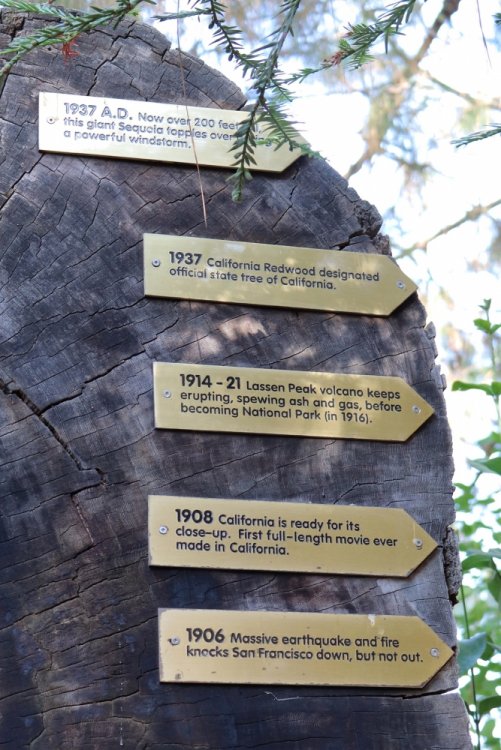 1937 A.D. Now over 200 feet
this giant Sequoia topples over
a powerful windstorm.
1937 California Redwood designated
official state tree of California.
1914 - 21 Lassen Peak volcano keeps
erupting, spewing ash and gas, before
becoming National Park (in 1916).
1908 California is ready for its
close-up. First full-length movie ever
made in California.
1906 Massive earthquake and fire
knocks San Francisco down, but not out.